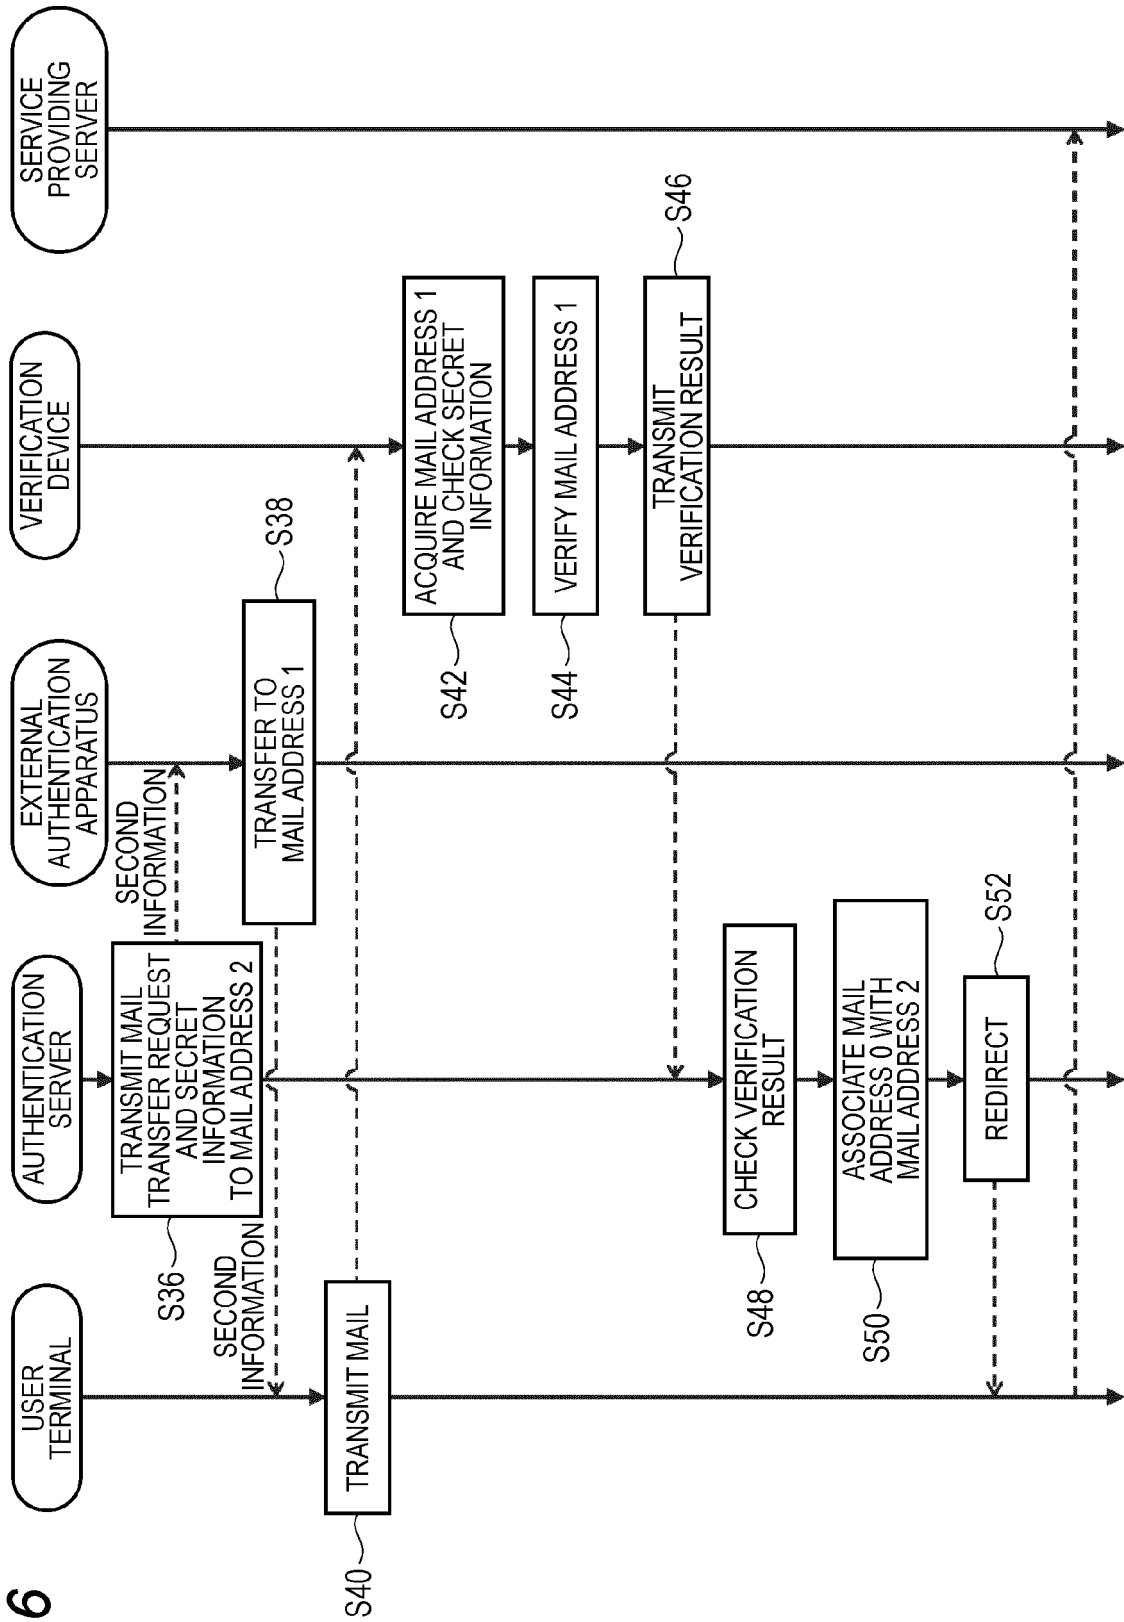 9
USER
TERMINAL
AUTHENTICATION
SERVER
EXTERNAL
AUTHENTICATION
APPARATUS
VERIFICATION
DEVICE
SERVICE
PROVIDING
SERVER
S36
TRANSMIT MAIL
TRANSFER REQUEST
AND SECRET
INFORMATION
TO MAIL ADDRESS 2
SECOND
INFORMATION
SECOND
INFORMATION
TRANSFER TO
MAIL ADDRESS 1
S38
S40
TRANSMIT MAIL
S42
ACQUIRE MAIL ADDRESS 1
AND CHECK SECRET
INFORMATION
S44
VERIFY MAIL ADDRESS 1
TRANSMIT
VERIFICATION RESULT
S46
S48
CHECK VERIFICATION
RESULT
S50
ASSOCIATE MAIL
ADDRESS 0 WITH
MAIL ADDRESS 2
REDIRECT
S52